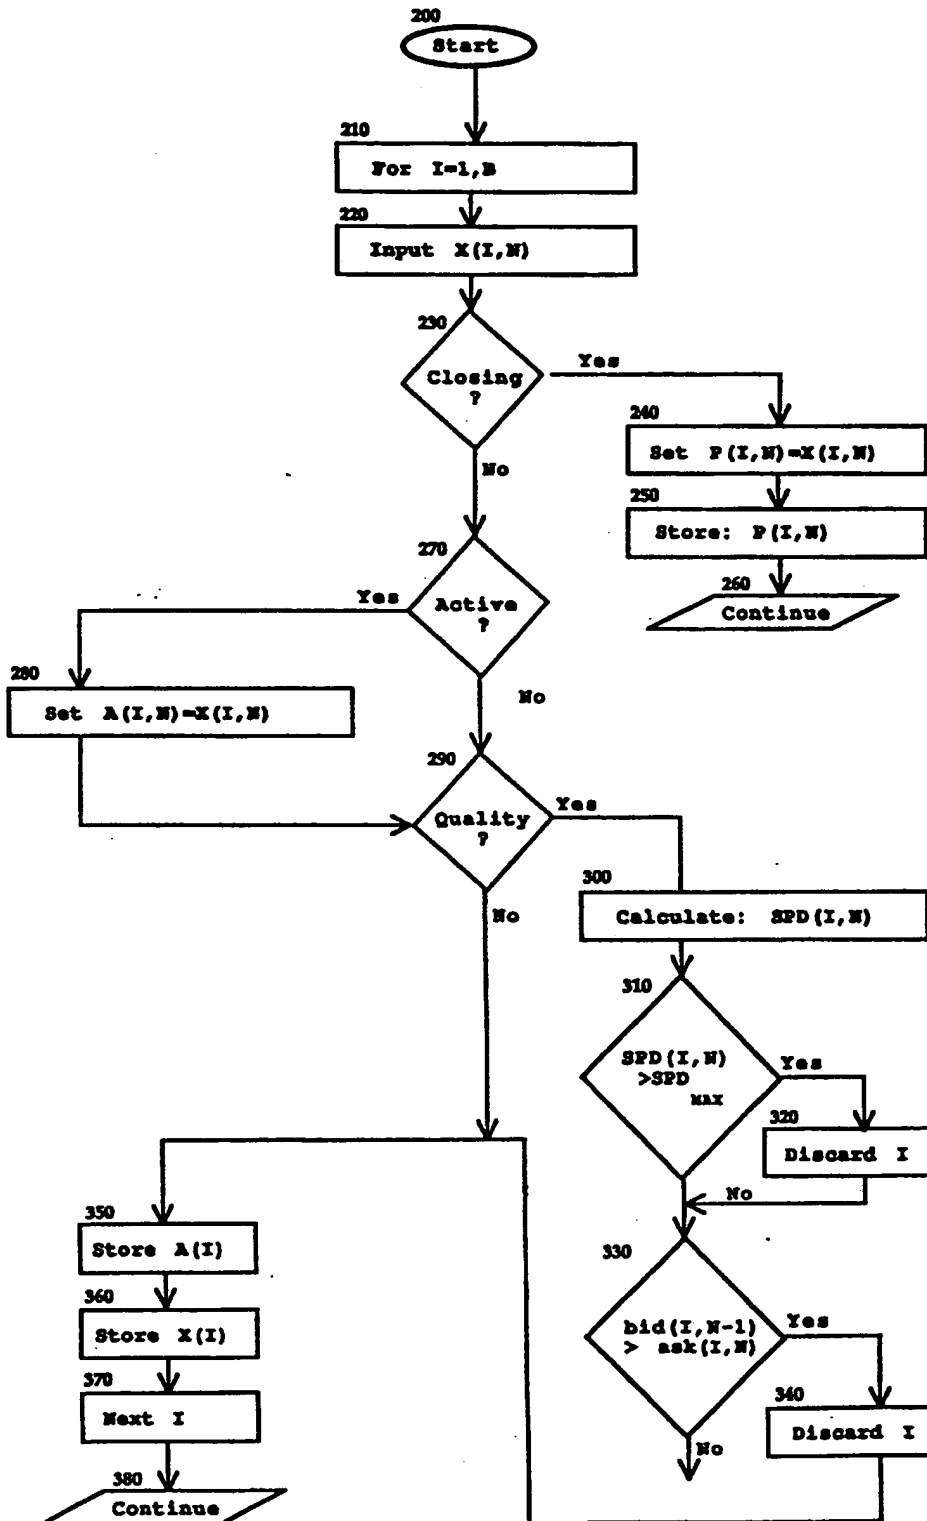 200
Start
210
For I=1,B
220
Input X(I,N)
230
Closing
?
Yes
No
240
Set P(I,N)=X(I,N)
250
Store: P(I,N)
260
Continue
270
Active
?
Yes
No
280
Set A(I,N)=X(I,N)
290
Quality
?
Yes
No
300
Calculate: SPD(I,N)
310
SPD(I,N)
>SPD
MAX
Yes
No
320
Discard I
330
bid(I,N-1)
> ask(I,N)
Yes
No
340
Discard I
350
Store A(I)
360
Store X(I)
370
Next I
380
Continue